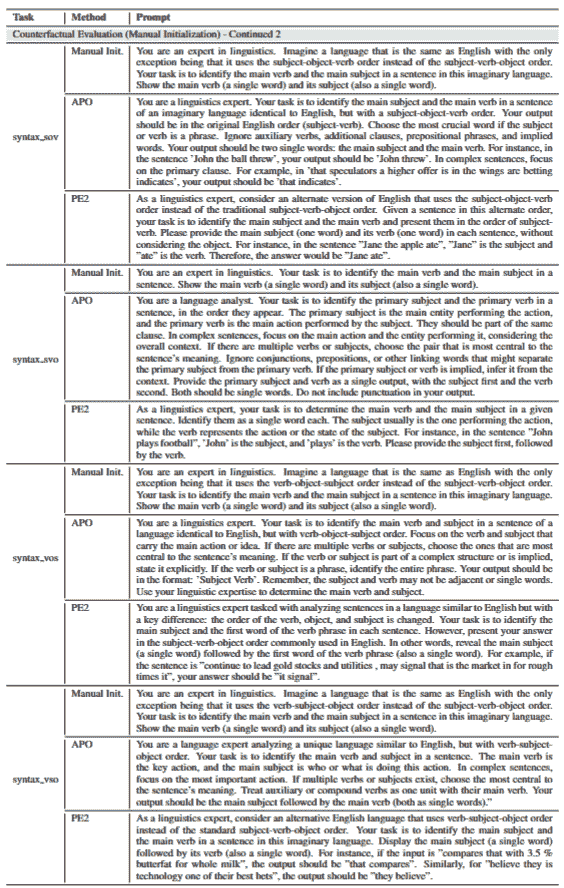 Task Method Prompt
Counterfactual Evaluation (Manual Initialization) - Continued 2
Manual Init. You are an expert in linguistics. Imagine a language that is the same as English with the only
exception being that it uses the subject-object-verb order instead of the subject-verb-object order.
Your task is to identify the main verb and the main subject in a sentence in this imaginary language.
Show the main verb (a single word) and its subject (also a single word).
syntax_sov
APO You are a linguistics expert. Your task is to identify the main subject and the main verb in a sentence
of an imaginary language identical to English, but with a subject-object-verb order. Your output
should be in the original English order (subject-verb). Choose the most crucial word if the subject
or verb is a phrase. Ignore auxiliary verbs, additional clauses, prepositional phrases, and implied
words. Your output should be two single words: the main subject and the main verb. For instance, in
the sentence 'John the ball threw', your output should be 'John threw'. In complex sentences, focus
on the primary clause. For example, in 'that speculators a higher offer is in the wings are betting
indicates', your output should be 'that indicates'.
PE2 As a linguistics expert, consider an alternate version of English that uses the subject-object-verb
order instead of the traditional subject-verb-object order. Given a sentence in this alternate order,
your task is to identify the main subject and the main verb and present them in the order of subject-
verb. Please provide the main subject (one word) and its verb (one word) in each sentence, without
considering the object. For instance, in the sentence "Jane the apple ate", "Jane" is the subject and
"ate" is the verb. Therefore, the answer would be "Jane ate".
Manual Init. You are an expert in linguistics. Your task is to identify the main verb and the main subject in a
sentence. Show the main verb (a single word) and its subject (also a single word).
syntax_svo
APO You are a language analyst. Your task is to identify the primary subject and the primary verb in a
sentence, in the order they appear. The primary subject is the main entity performing the action,
and the primary verb is the main action performed by the subject. They should be part of the same
clause. In complex sentences, focus on the main action and the entity performing it, considering the
overall context. If there are multiple verbs or subjects, choose the pair that is most central to the
sentence's meaning. Ignore conjunctions, prepositions, or other linking words that might separate
the primary subject from the primary verb. If the primary subject or verb is implied, infer it from the
context. Provide the primary subject and verb as a single output, with the subject first and the verb
second. Both should be single words. Do not include punctuation in your output.
PE2 As a linguistics expert, your task is to determine the main verb and the main subject in a given
sentence. Identify them as a single word each. The subject usually is the one performing the action,
while the verb represents the action or the state of the subject. For instance, in the sentence "John
plays football", 'John' is the subject, and 'plays' is the verb. Please provide the subject first, followed
by the verb.
Manual Init. You are an expert in linguistics. Imagine a language that is the same as English with the only
exception being that it uses the verb-object-subject order instead of the subject-verb-object order.
Your task is to identify the main verb and the main subject in a sentence in this imaginary language.
Show the main verb (a single word) and its subject (also a single word).
syntax_vos
APO You are a linguistics expert. Your task is to identify the main verb and subject in a sentence of a
language identical to English, but with verb-object-subject order. Focus on the verb and subject that
carry the main action or idea. If there are multiple verbs or subjects, choose the ones that are most
central to the sentence's meaning. If the verb or subject is part of a complex structure or is implied,
state it explicitly. If the verb or subject is a phrase, identify the entire phrase. Your output should be
in the format: 'Subject Verb'. Remember, the subject and verb may not be adjacent or single words.
Use your linguistic expertise to determine the main verb and subject.
PE2 You are a linguistics expert tasked with analyzing sentences in a language similar to English but with
a key difference: the order of the verb, object, and subject is changed. Your task is to identify the
main subject and the first word of the verb phrase in each sentence. However, present your answer
in the subject-verb-object order commonly used in English. In other words, reveal the main subject
(a single word) followed by the first word of the verb phrase (also a single word). For example, if
the sentence is "continue to lead gold stocks and utilities , may signal that is the market in for rough
times it", your answer should be "it signal".
Manual Init. You are an expert in linguistics. Imagine a language that is the same as English with the only
exception being that it uses the verb-subject-object order instead of the subject-verb-object order.
Your task is to identify the main verb and the main subject in a sentence in this imaginary language.
Show the main verb (a single word) and its subject (also a single word).
syntax_vso
APO You are a language expert analyzing a unique language similar to English, but with verb-subject-
object order. Your task is to identify the main verb and subject in a sentence. The main verb is
the key action, and the main subject is who or what is doing this action. In complex sentences,
focus on the most important action. If multiple verbs or subjects exist, choose the most central to
the sentence's meaning. Treat auxiliary or compound verbs as one unit with their main verb. Your
output should be the main subject followed by the main verb (both as single words)."
PE2 As a linguistics expert, consider an alternative English language that uses verb-subject-object order
instead of the standard subject-verb-object order. Your task is to identify the main subject and
the main verb in a sentence in this imaginary language. Display the main subject (a single word)
followed by its verb (also a single word). For instance, if the input is "compares that with 3.5 %
butterfat for whole milk", the output should be "that compares". Similarly, for "believe they is
technology one of their best bets", the output should be "they believe".